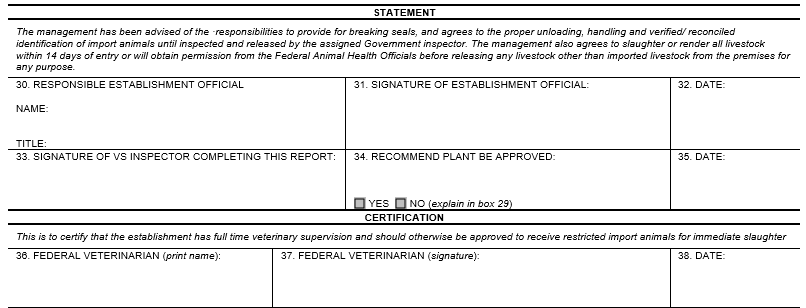 STATEMENT
The management has been advised of the ·responsibilities to provide for breaking seals, and agrees to the proper unloading, handling and verified/ reconciled
identification of import animals until inspected and released by the assigned Government inspector. The management also agrees to slaughter or render all livestock
within 14 days of entry or will obtain permission from the Federal Animal Health Officials before releasing any livestock other than imported livestock from the premises for
any purpose.
30. RESPONSIBLE ESTABLISHMENT OFFICIAL
NAME:
TITLE:
31. SIGNATURE OF ESTABLISHMENT OFFICIAL:
32. DATE:
33. SIGNATURE OF VS INSPECTOR COMPLETING THIS REPORT:
34. RECOMMEND PLANT BE APPROVED:
YES NO (explain in box 29)
35. DATE:
CERTIFICATION
This is to certify that the establishment has full time veterinary supervision and should otherwise be approved to receive restricted import animals for immediate slaughter
36. FEDERAL VETERINARIAN (print name):
37. FEDERAL VETERINARIAN (signature):
38. DATE: